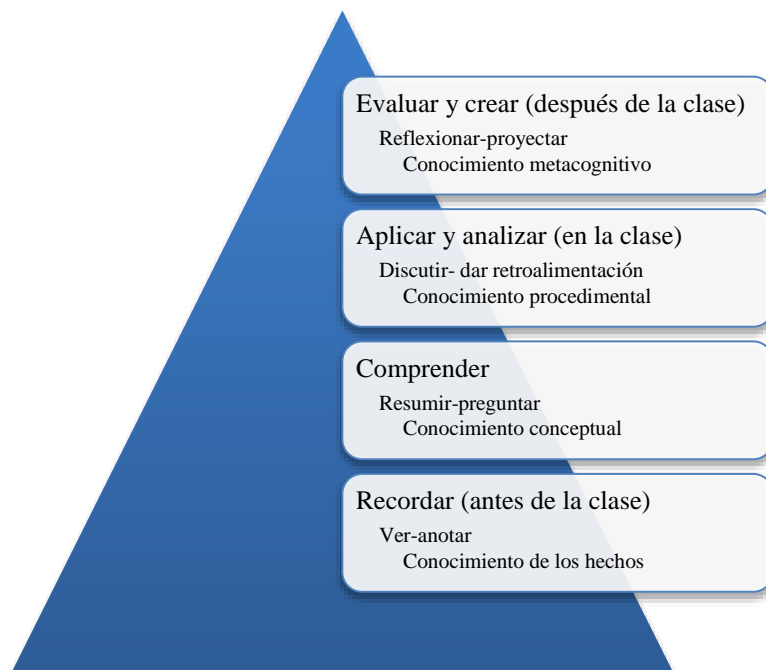 Evaluar y crear (después de la clase)
Reflexionar-proyectar
Conocimiento metacognitivo
Aplicar y analizar (en la clase)
Discutir- dar retroalimentación
Conocimiento procedimental
Comprender
Resumir-preguntar
Conocimiento conceptual
Recordar (antes de la clase)
Ver-anotar
Conocimiento de los hechos